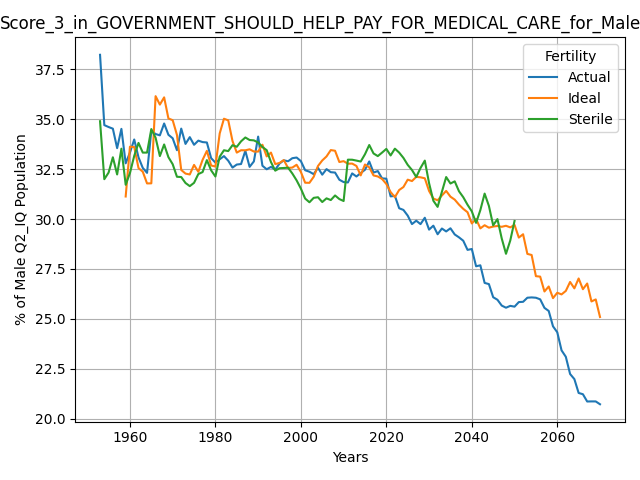 Score_3_in_GOVERNMENT_SHOULD_HELP_PAY_FOR_MEDICAL_CARE_for_Male
Fertility
Actual
Ideal
Sterile
% of Male Q2_IQ Population
37.5
35.0
32.5
30.0
27.5
25.0
22.5
20.0
1960 1980 2000 2020 2040 2060
Years